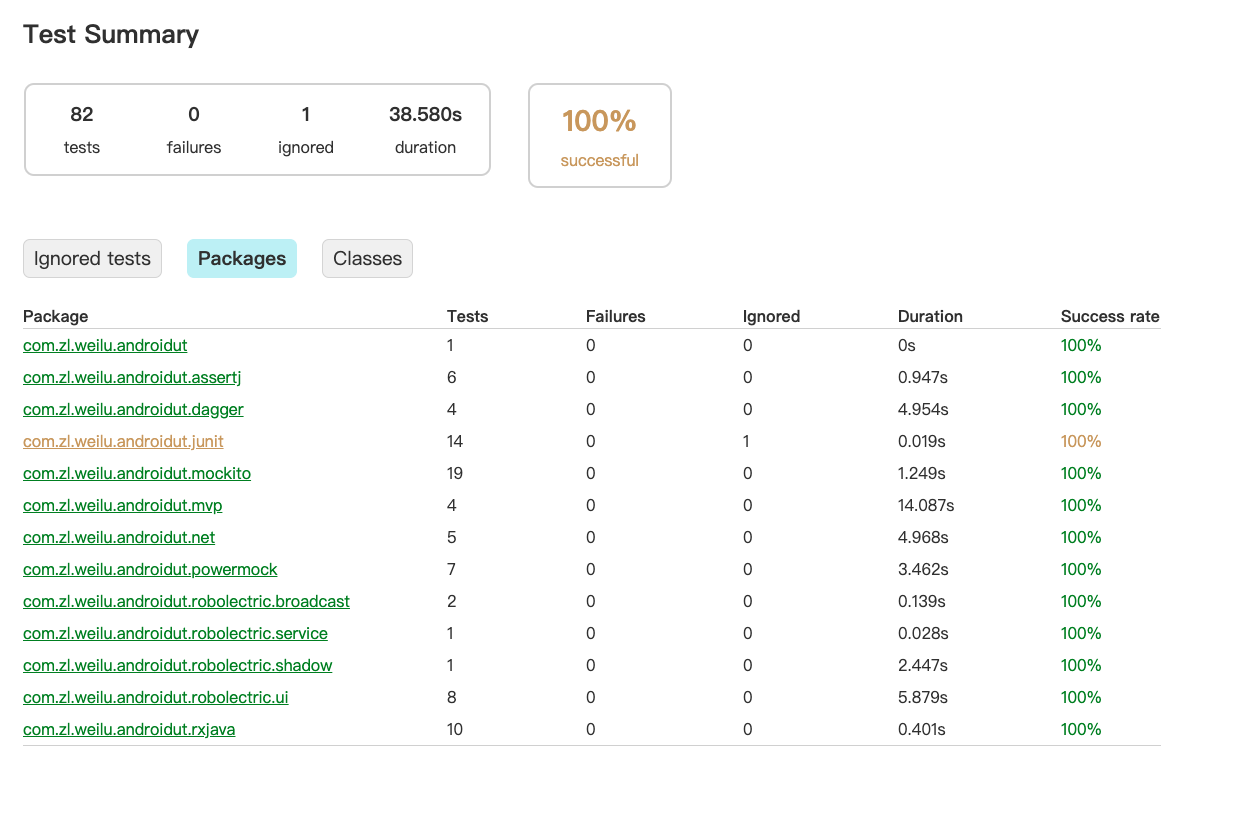 Test Summary
82 0 1 38.580s
tests failures ignored duration
100%
successful
Ignored tests Packages Classes
Package Tests Failures Ignored Duration Success rate
com.zl.weilu.androidut 1 0 0 0s 100%
com.zl.weilu.androidut.assertj 6 0 0 0.947s 100%
com.zl.weilu.androidut.dagger 4 0 0 4.954s 100%
com.zl.weilu.androidut.junit 14 0 1 0.019s 100%
com.zl.weilu.androidut.mockito 19 0 0 1.249s 100%
com.zl.weilu.androidut.mvp 4 0 0 14.087s 100%
com.zl.weilu.androidut.net 5 0 0 4.968s 100%
com.zl.weilu.androidut.powermock 7 0 0 3.462s 100%
com.zl.weilu.androidut.robolectric.broadcast 2 0 0 0.139s 100%
com.zl.weilu.androidut.robolectric.service 1 0 0 0.028s 100%
com.zl.weilu.androidut.robolectric.shadow 1 0 0 2.447s 100%
com.zl.weilu.androidut.robolectric.ui 8 0 0 5.879s 100%
com.zl.weilu.androidut.rxjava 10 0 0 0.401s 100%